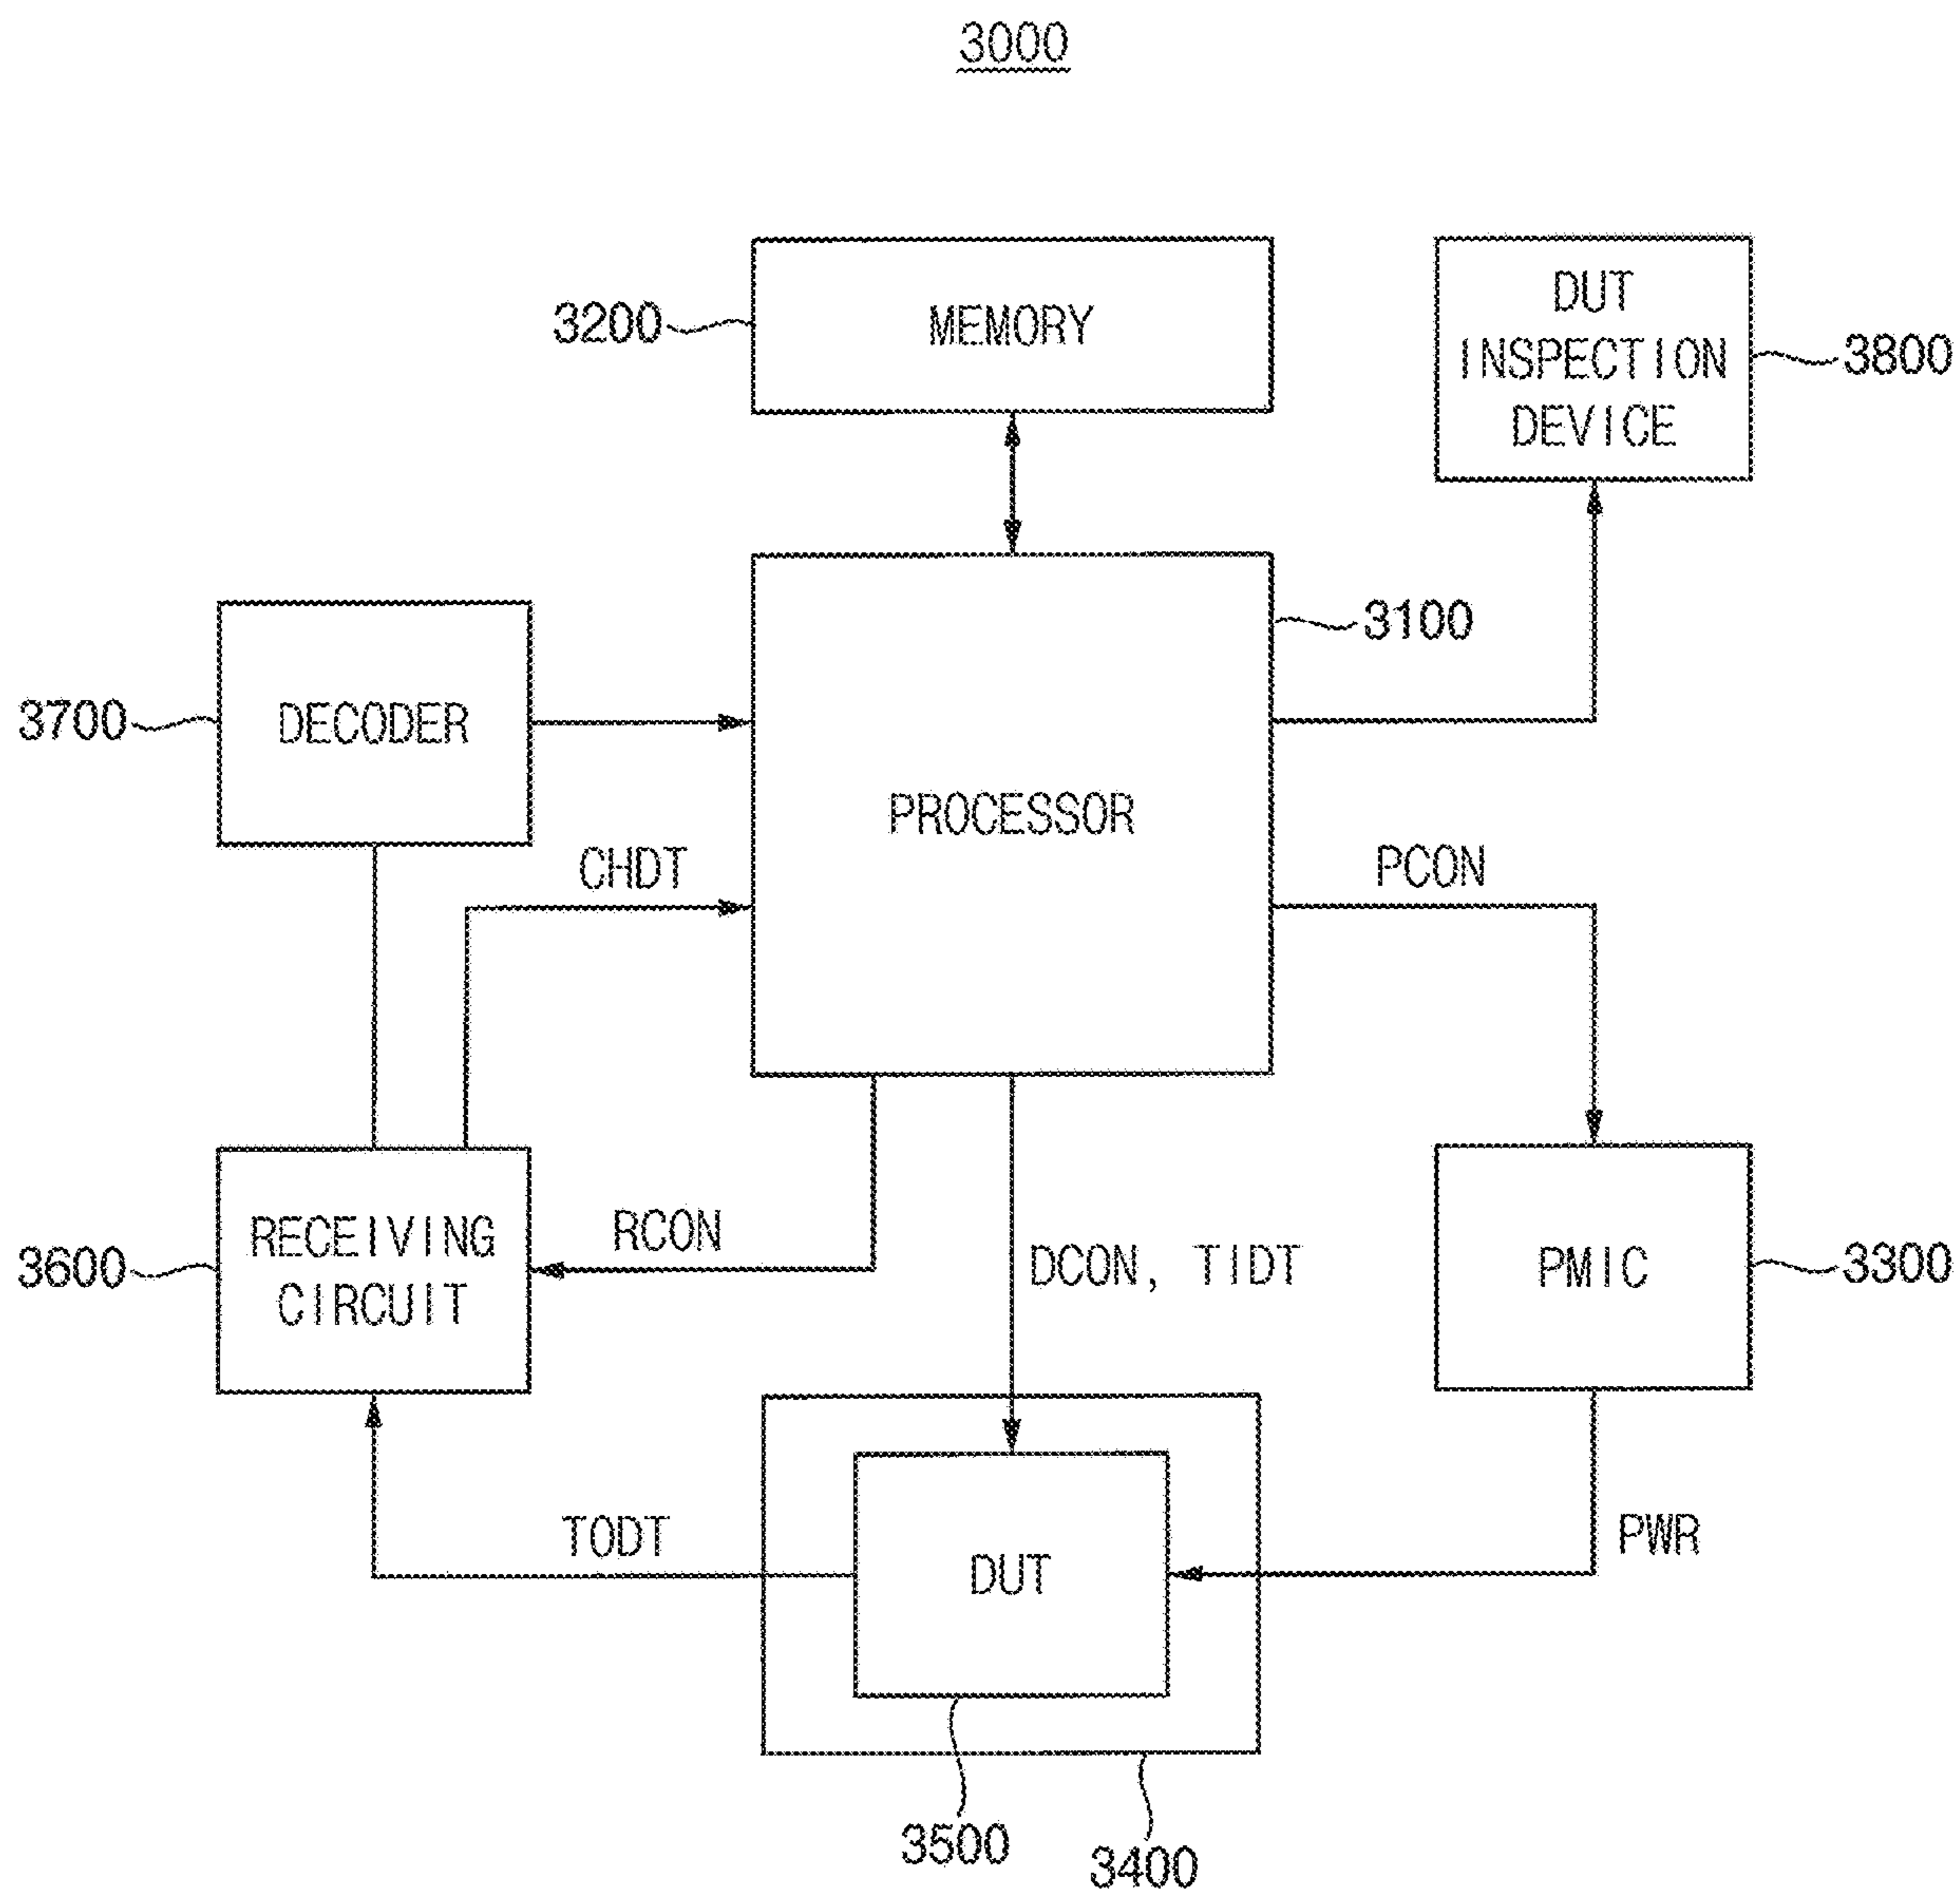 3000
3200
MEMORY
DUT
INSPECTION
DEVICE
3800
3100
3700
DECODER
PROCESSOR
CHDT
PCON
3600
RECEIVING
CIRCUIT
RCON
DCON, TIDT
PMIC
3300
TODT
DUT
PWR
3500
3400